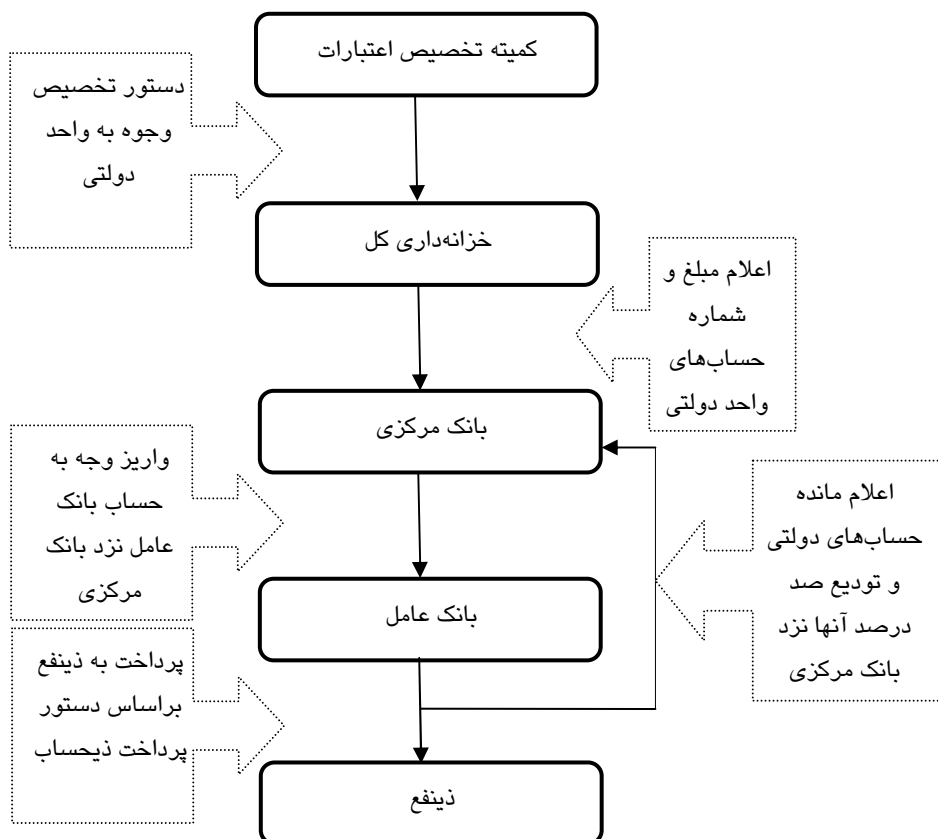 کمیته تخصیص اعتبارات
دستور تخصیص
وجوه به واحد
دولتی
خزانه‌داری کل
اعلام مبلغ و
شماره
حساب‌های
واحد دولتی
بانک مرکزی
واریز وجه به
حساب بانک
عامل نزد بانک
مرکزی
اعلام مانده
حساب‌های دولتی
و تودیع صد
درصد آنها نزد
بانک مرکزی
بانک عامل
پرداخت به ذینفع
براساس دستور
پرداخت ذیحساب
ذینفع